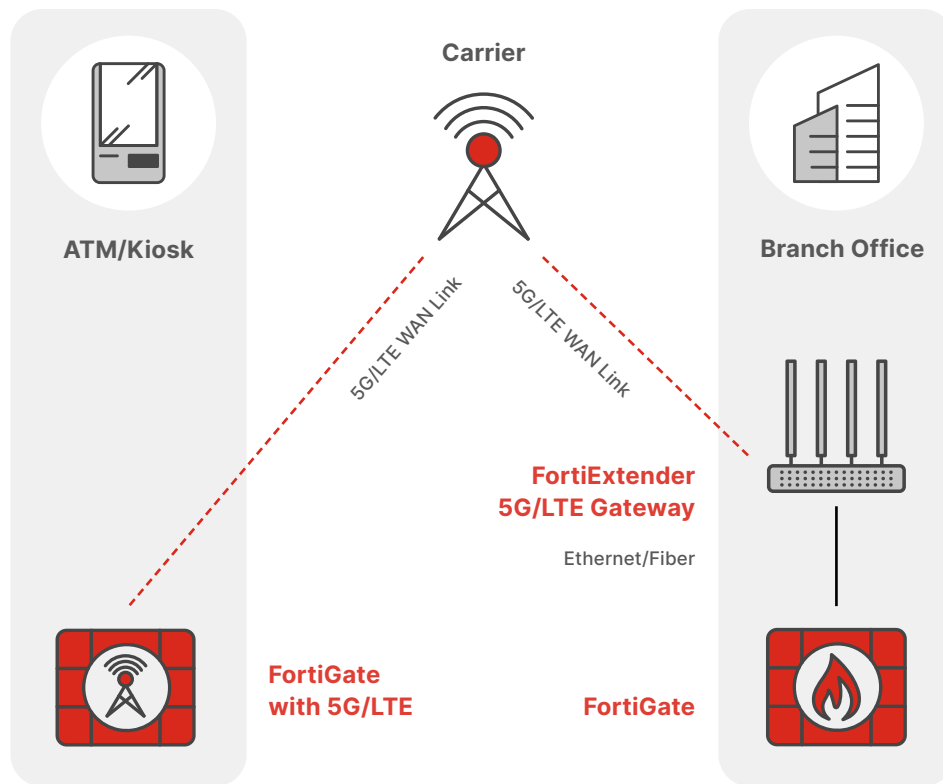 Carrier
ATM/Kiosk
Branch Office
5G/LTE WAN Link
5G/LTE WAN Link
FortiExtender
5G/LTE Gateway
Ethernet/Fiber
FortiGate
with 5G/LTE
FortiGate